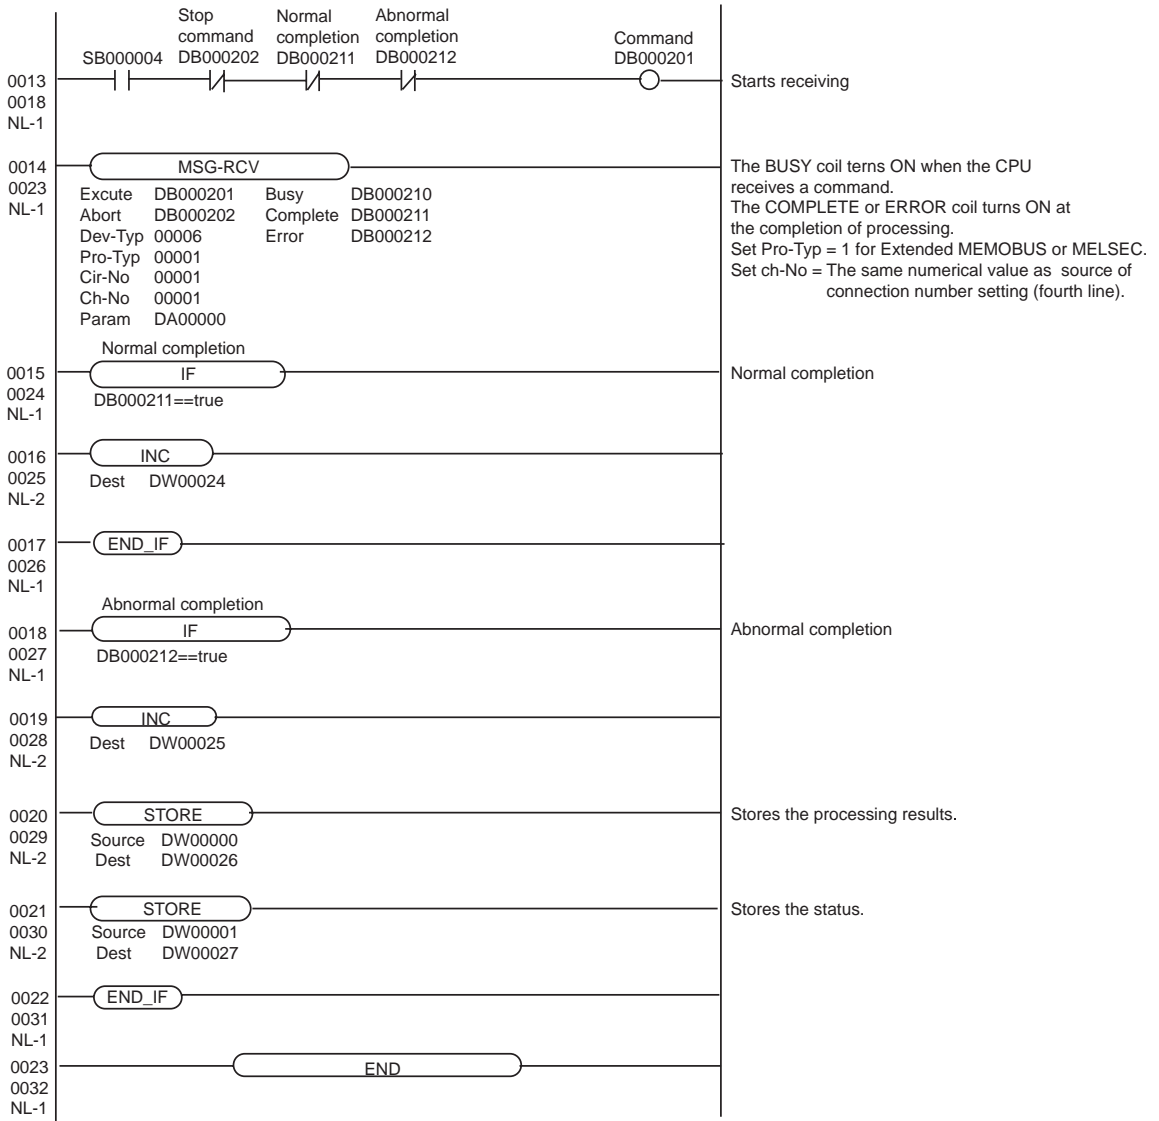 Stop Normal Abnormal
command completion completion Command
SB000004 DB000202 DB000211 DB000212 DB000201
0013 Starts receiving
0018
NL-1
0014 MSG-RCV The BUSY coil terns ON when the CPU
0023 receives a command.
NL-1 Excute DB000201 Busy DB000210
Abort DB000202 Complete DB000211 The COMPLETE or ERROR coil turns ON at
the completion of processing.
Dev-Typ 00006 Error DB000212
Pro-Typ 00001 Set Pro-Typ = 1 for Extended MEMOBUS or MELSEC.
Cir-No 00001 Set ch-No = The same numerical value as source of
Ch-No 00001 connection number setting (fourth line).
Param DA00000
Normal completion
0015 IF Normal completion
0024 DB000211==true
NL-1
0016 INC
0025 Dest DW00024
NL-2
0017 END_IF
0026
NL-1
Abnormal completion
0018 IF Abnormal completion
0027 DB000212==true
NL-1
0019 INC
0028 Dest DW00025
NL-2
0020 STORE Stores the processing results.
0029 Source DW00000
NL-2 Dest DW00026
0021 STORE Stores the status.
0030 Source DW00001
NL-2 Dest DW00027
0022 END_IF
0031
NL-1
0023 END
0032
NL-1